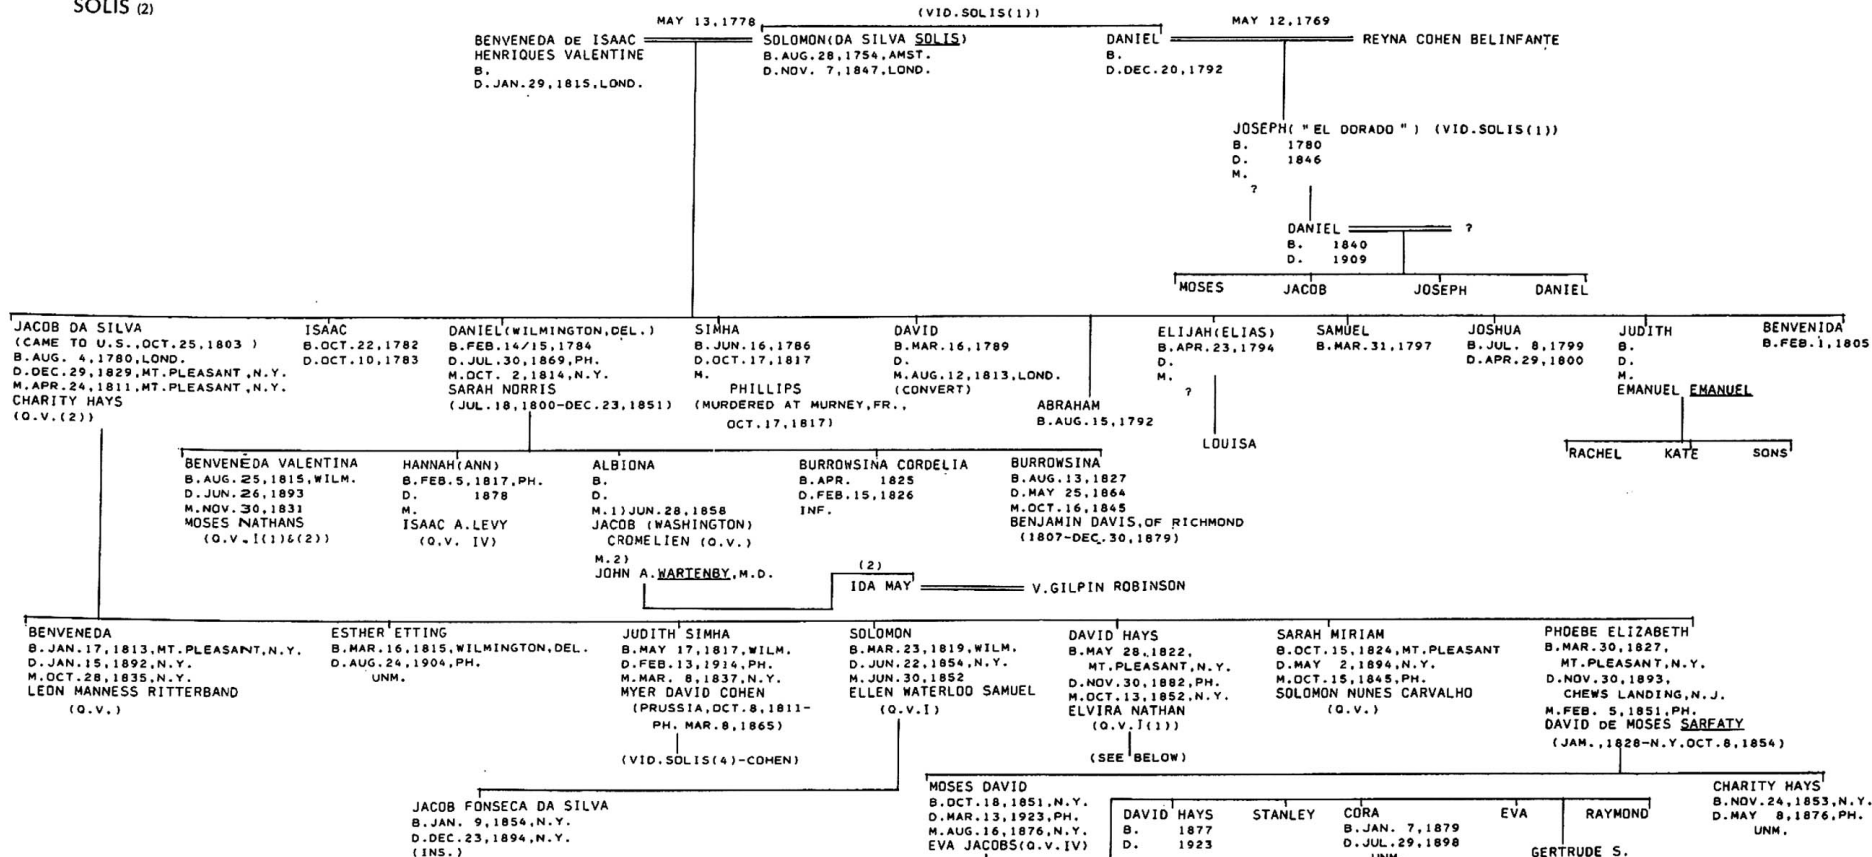 SOLIS (2)
(VID.SOLIS(1))
MAY 13,1778
MAY 12,1769
BENVENEDA DE ISAAC
HENRIQUES VALENTINE
B.
D.JAN.29,1815,LOND.
SOLOMON(DA SILVA SOLIS)
B.AUG.28,1754,AMST.
D.NOV. 7,1847,LOND.
DANIEL
B.
D.DEC.20,1792
REYNA COHEN BELINFANTE
JOSEPH( "EL DORADO" ) (VID.SOLIS(1))
B. 1780
D. 1846
M.
?
DANIEL
B. 1840
D. 1909
?
MOSES
JACOB
JOSEPH
DANIEL
JACOB DA SILVA
(CAME TO U.S.,OCT.25,1803 )
B.AUG. 4,1780,LOND.
D.DEC.29,1829,MT.PLEASANT,N.Y.
M.APR.24,1811,MT.PLEASANT,N.Y.
CHARITY HAYS
(Q.V.(2))
ISAAC
B.OCT.22,1782
D.OCT.10,1783
DANIEL(WILMINGTON,DEL.)
B.FEB.14/15,1784
D.JUL.30,1869,PH.
M.OCT. 2,1814,N.Y.
SARAH NORRIS
(JUL.18,1800-DEC.23,1851)
SIMHA
B.JUN.16,1786
D.OCT.17,1817
M.
PHILLIPS
(MURDERED AT MURNEY,FR.,
OCT.17,1817)
DAVID
B.MAR.16,1789
D.
M.AUG.12,1813,LOND.
(CONVERT)
ABRAHAM
B.AUG.15,1792
ELIJAH(ELIAS)
B.APR.23,1794
D.
M.
?
LOUISA
SAMUEL
B.MAR.31,1797
JOSHUA
B.JUL. 8,1799
D.APR.29,1800
JUDITH
B.
D.
M.
EMANUEL EMANUEL
BENVENIDA
B.FEB.1,1805
RACHEL
KATE
SONS
BENVENEDA VALENTINA
B.AUG.25,1815,WILM.
D.JUN.26,1893
M.NOV.30,1831
MOSES NATHANS
(Q.V.I(1)&(2))
HANNAH(ANN)
B.FEB.5,1817,PH.
D. 1878
M.
ISAAC A.LEVY
(Q.V. IV)
ALBIONA
B.
D.
M.1)JUN.28,1858
JACOB (WASHINGTON)
CROMELIEN (Q.V.)
M.2)
JOHN A.WARTENBY,M.D.
BURROWSINA CORDELIA
B.APR. 1825
D.FEB.15,1826
INF.
BURROWSINA
B.AUG.13,1827
D.MAY 25,1864
M.OCT.16,1845
BENJAMIN DAVIS,OF RICHMOND
(1807-DEC.30,1879)
(2)
IDA MAY
V.GILPIN ROBINSON
BENVENEDA
B.JAN.17,1813,MT.PLEASANT,N.Y.
D.JAN.15,1892,N.Y.
M.OCT.28,1835,N.Y.
LEON MANNESS RITTERBAND
(Q.V.)
ESTHER ETTING
B.MAR.16,1815,WILMINGTON,DEL.
D.AUG.24,1904,PH.
UNM.
JUDITH SIMHA
B.MAY 17,1817,WILM.
D.FEB.13,1914,PH.
M.MAR. 8,1837,N.Y.
MYER DAVID COHEN
(PRUSSIA,OCT.8,1811-
PH. MAR.8,1865)
(VID.SOLIS(4)-COHEN)
SOLOMON
B.MAR.23,1819,WILM.
D.JUN.22,1854,N.Y.
M.JUN.30,1852
ELLEN WATERLOO SAMUEL
(Q.V.I)
DAVID HAYS
B.MAY 28,1822,
MT.PLEASANT,N.Y.
D.NOV.30,1882,PH.
M.OCT.13,1852,N.Y.
ELVIRA NATHAN
(Q.V.I(1))
(SEE BELOW)
SARAH MIRIAM
B.OCT.15,1824,MT.PLEASANT
D.MAY 2,1894,N.Y.
M.OCT.15,1845,PH.
SOLOMON NUNES CARVALHO
(Q.V.)
PHOEBE ELIZABETH
B.MAR.30,1827,
MT.PLEASANT,N.Y.
D.NOV.30,1893,
CHEWS LANDING,N.J.
M.FEB. 5,1851,PH.
DAVID DE MOSES SARFATY
(JAM.,1828-N.Y.OCT.8,1854)
JACOB FONSECA DA SILVA
B.JAN. 9,1854,N.Y.
D.DEC.23,1894,N.Y.
(INS.)
MOSES DAVID
B.OCT.18,1851,N.Y.
D.MAR.13,1923,PH.
M.AUG.16,1876,N.Y.
EVA JACOBS(Q.V.IV)
DAVID HAYS
B. 1877
D. 1923
STANLEY
CORA
B.JAN. 7,1879
D.JUL.29,1898
UNM.
EVA
RAYMOND
GERTRUDE S.
CHARITY HAYS
B.NOV.24,1853,N.Y.
D.MAY 8,1876,PH.
UNM.